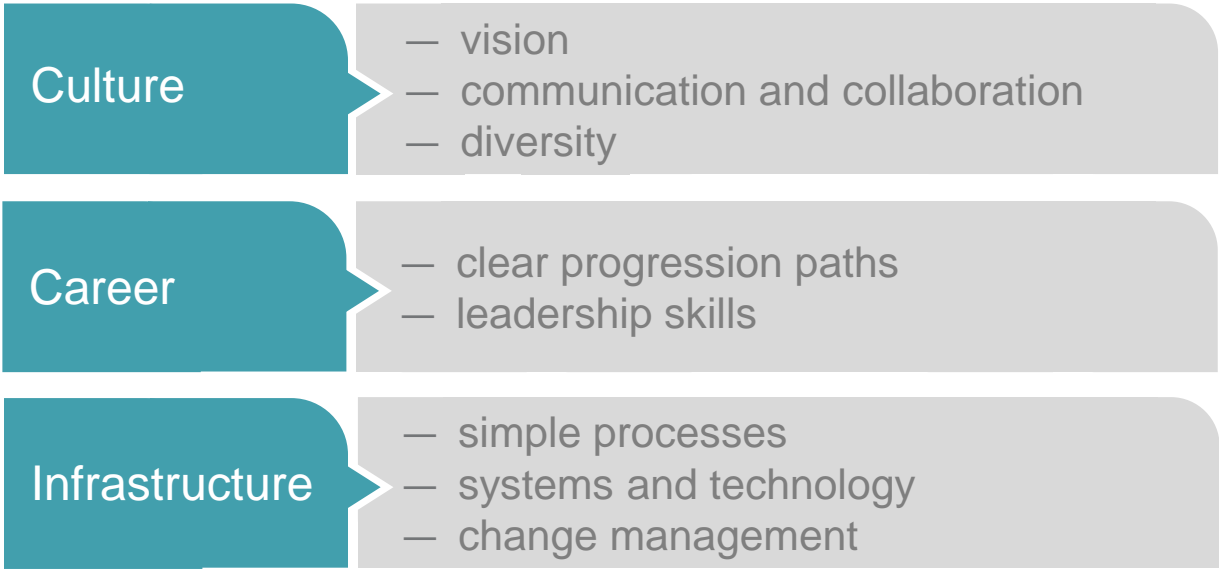 Culture
— vision
— communication and collaboration
— diversity
Career
— clear progression paths
— leadership skills
Infrastructure
— simple processes
— systems and technology
— change management